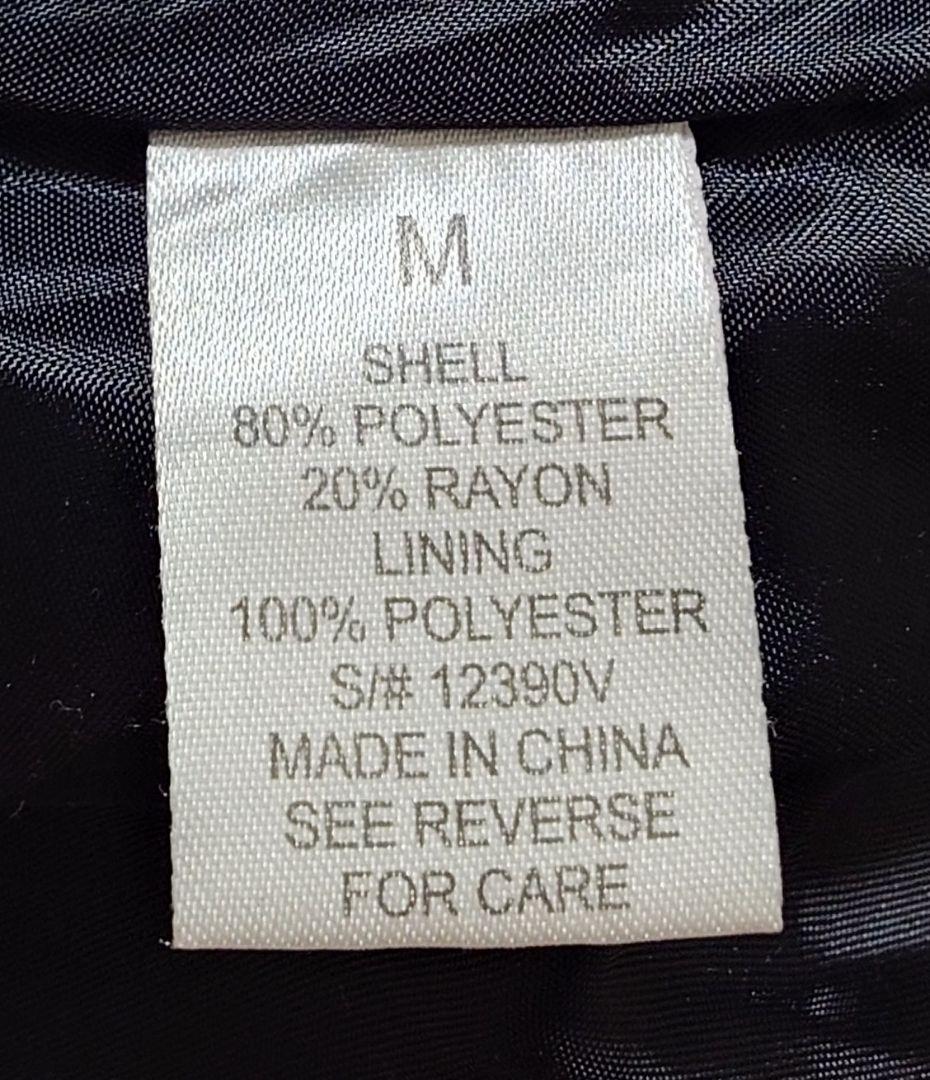 M
SHELL
80% POLYESTER
20% RAYON
LINING
100% POLYESTER
S/# 12390V
MADE IN CHINA
SEE REVERSE
FOR CARE